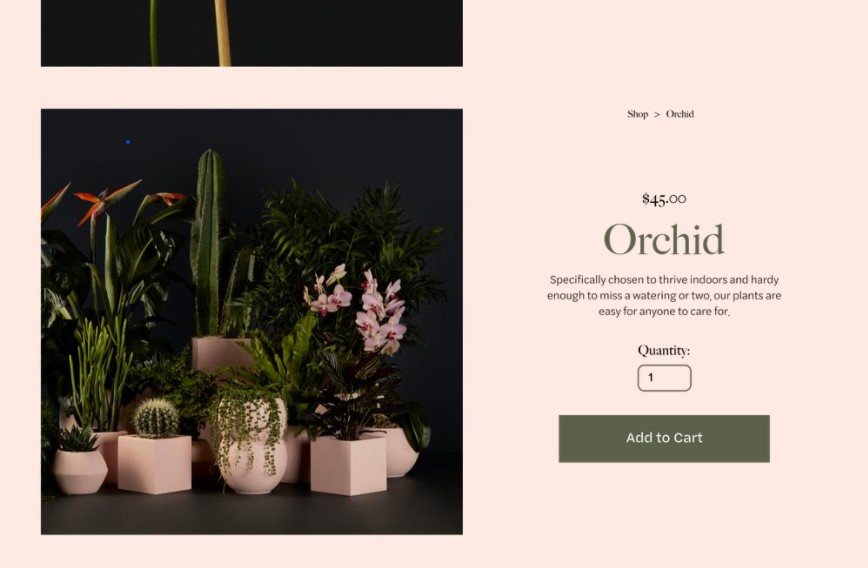 Shop > Orchid
$45.00
Orchid
Specifically chosen to thrive indoors and hardy
enough to miss a watering or two, our plants are
easy for anyone to care for.
Quantity:
1
Add to Cart